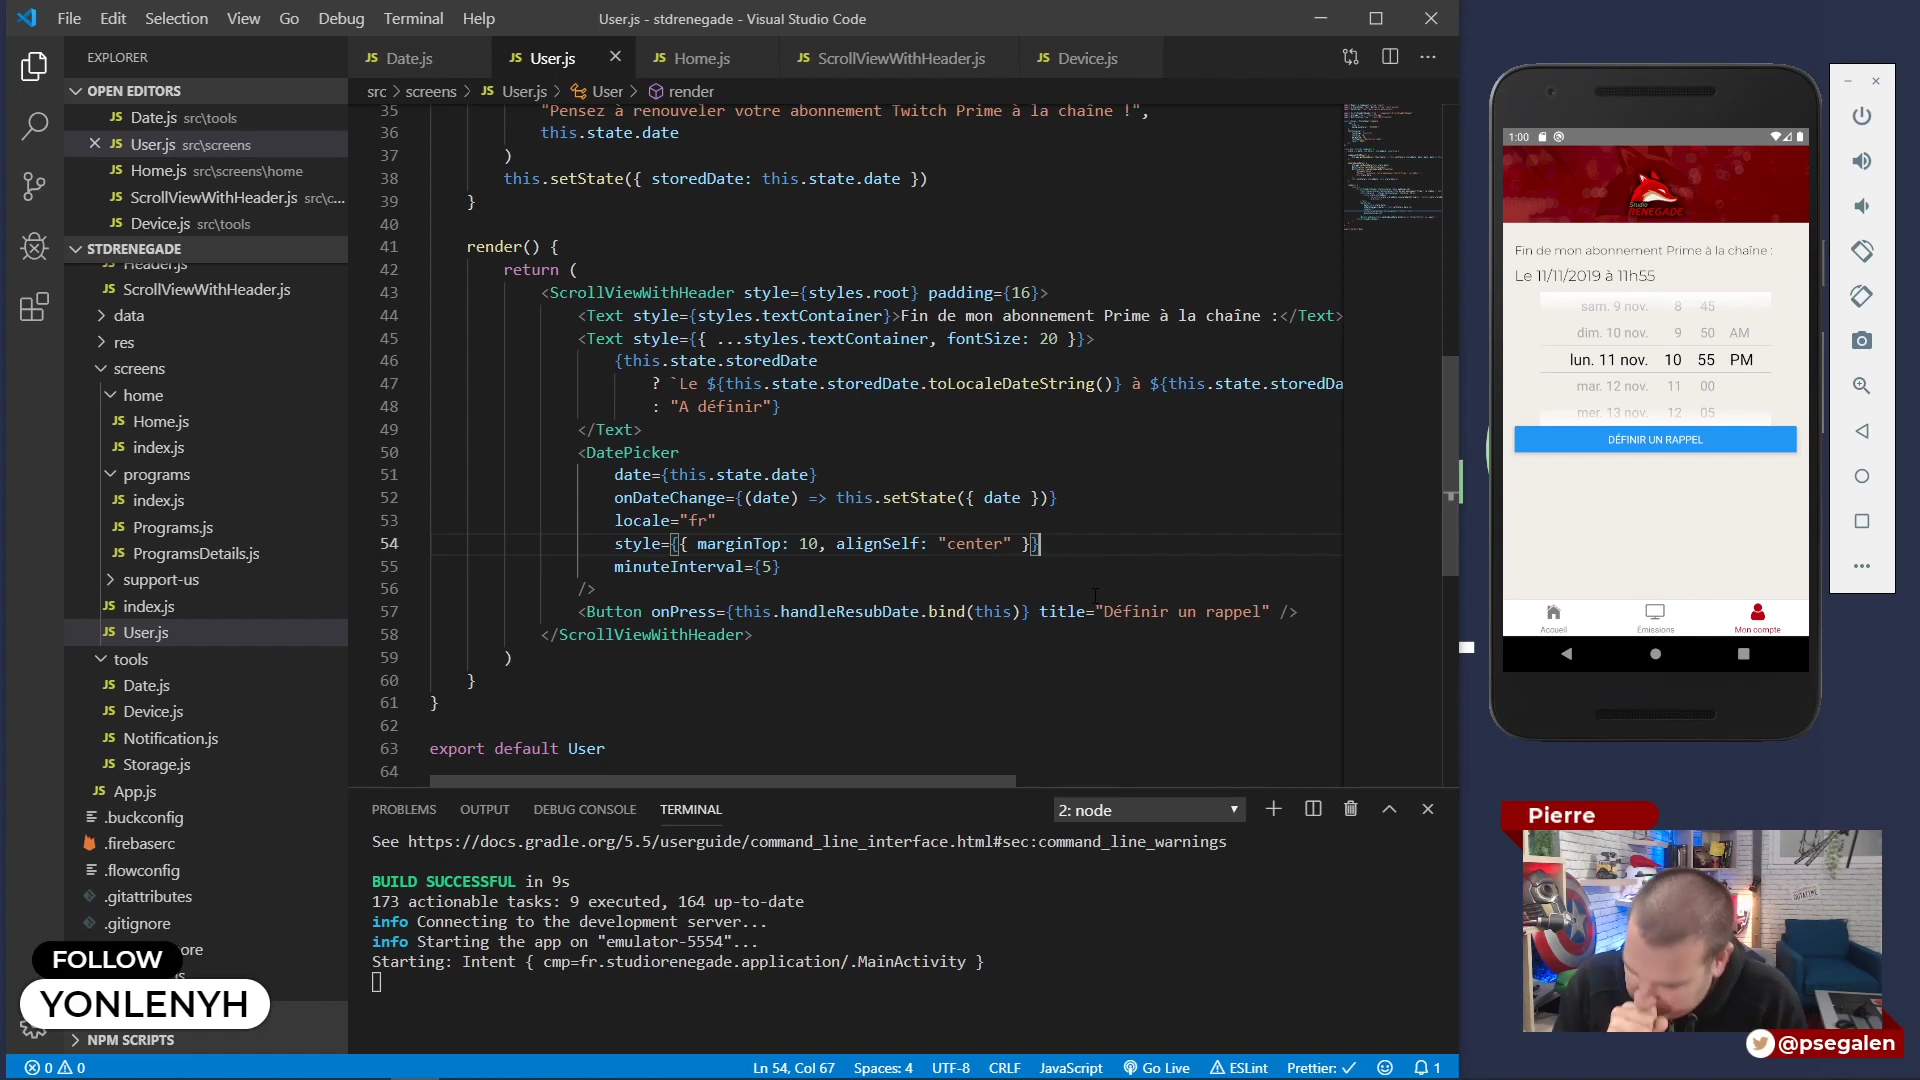 File Edit Selection View Go Debug Terminal Help
User.js - stdrenegade - Visual Studio Code
EXPLORER
OPEN EDITORS
JS Date.js src\tools
JS User.js src\screens
JS Home.js src\screens\home
JS ScrollViewWithHeader.js src\c...
JS Device.js src\tools
STDRENEGADE
Header.js
JS ScrollViewWithHeader.js
data
res
screens
home
JS Home.js
JS index.js
programs
JS index.js
JS Programs.js
JS ProgramsDetails.js
support-us
JS index.js
JS User.js
tools
JS Date.js
JS Device.js
JS Notification.js
JS Storage.js
JS App.js
.buckconfig
.firebaserc
.flowconfig
.gitattributes
.gitignore
NPM SCRIPTS
FOLLOW
YONLENYH
JS Date.js
JS User.js
JS Home.js
JS ScrollViewWithHeader.js
JS Device.js
src > screens > JS User.js > User > render
35 "Pensez à renouveler votre abonnement Twitch Prime à la chaîne !",
36 this.state.date
37 )
38 this.setState({ storedDate: this.state.date })
39 }
40
41 render() {
42 return (
43 <ScrollViewWithHeader style={styles.root} padding={16}>
44 <Text style={styles.textContainer}>Fin de mon abonnement Prime à la chaîne :</Text>
45 <Text style={{ ...styles.textContainer, fontSize: 20 }}>
46 {this.state.storedDate
47 ? `Le ${this.state.storedDate.toLocaleDateString()} à ${this.state.storedDa
48 : "A définir"}
49 </Text>
50 <DatePicker
51 date={this.state.date}
52 onDateChange={(date) => this.setState({ date })}
53 locale="fr"
54 style={{ marginTop: 10, alignSelf: "center" }}
55 minuteInterval={5}
56 />
57 <Button onPress={this.handleResubDate.bind(this)} title="Définir un rappel" />
58 </ScrollViewWithHeader>
59 )
60 }
61 }
62
63 export default User
64
PROBLEMS OUTPUT DEBUG CONSOLE TERMINAL
2: node
See https://docs.gradle.org/5.5/userguide/command_line_interface.html#sec:command_line_warnings
BUILD SUCCESSFUL in 9s
173 actionable tasks: 9 executed, 164 up-to-date
info Connecting to the development server...
info Starting the app on "emulator-5554"...
Starting: Intent { cmp=fr.studiorenegade.application/.MainActivity }
0 0
Ln 54, Col 67 Spaces: 4 UTF-8 CRLF JavaScript Go Live ESLint Prettier: ✓ 1
1:00
Studio
RENEGADE
Fin de mon abonnement Prime à la chaîne :
Le 11/11/2019 à 11h55
sam. 9 nov. 8 45
dim. 10 nov. 9 50 AM
lun. 11 nov. 10 55 PM
mar. 12 nov. 11 00
mer. 13 nov. 12 05
DÉFINIR UN RAPPEL
Accueil
Émissions
Mon compte
Pierre
@psegalen